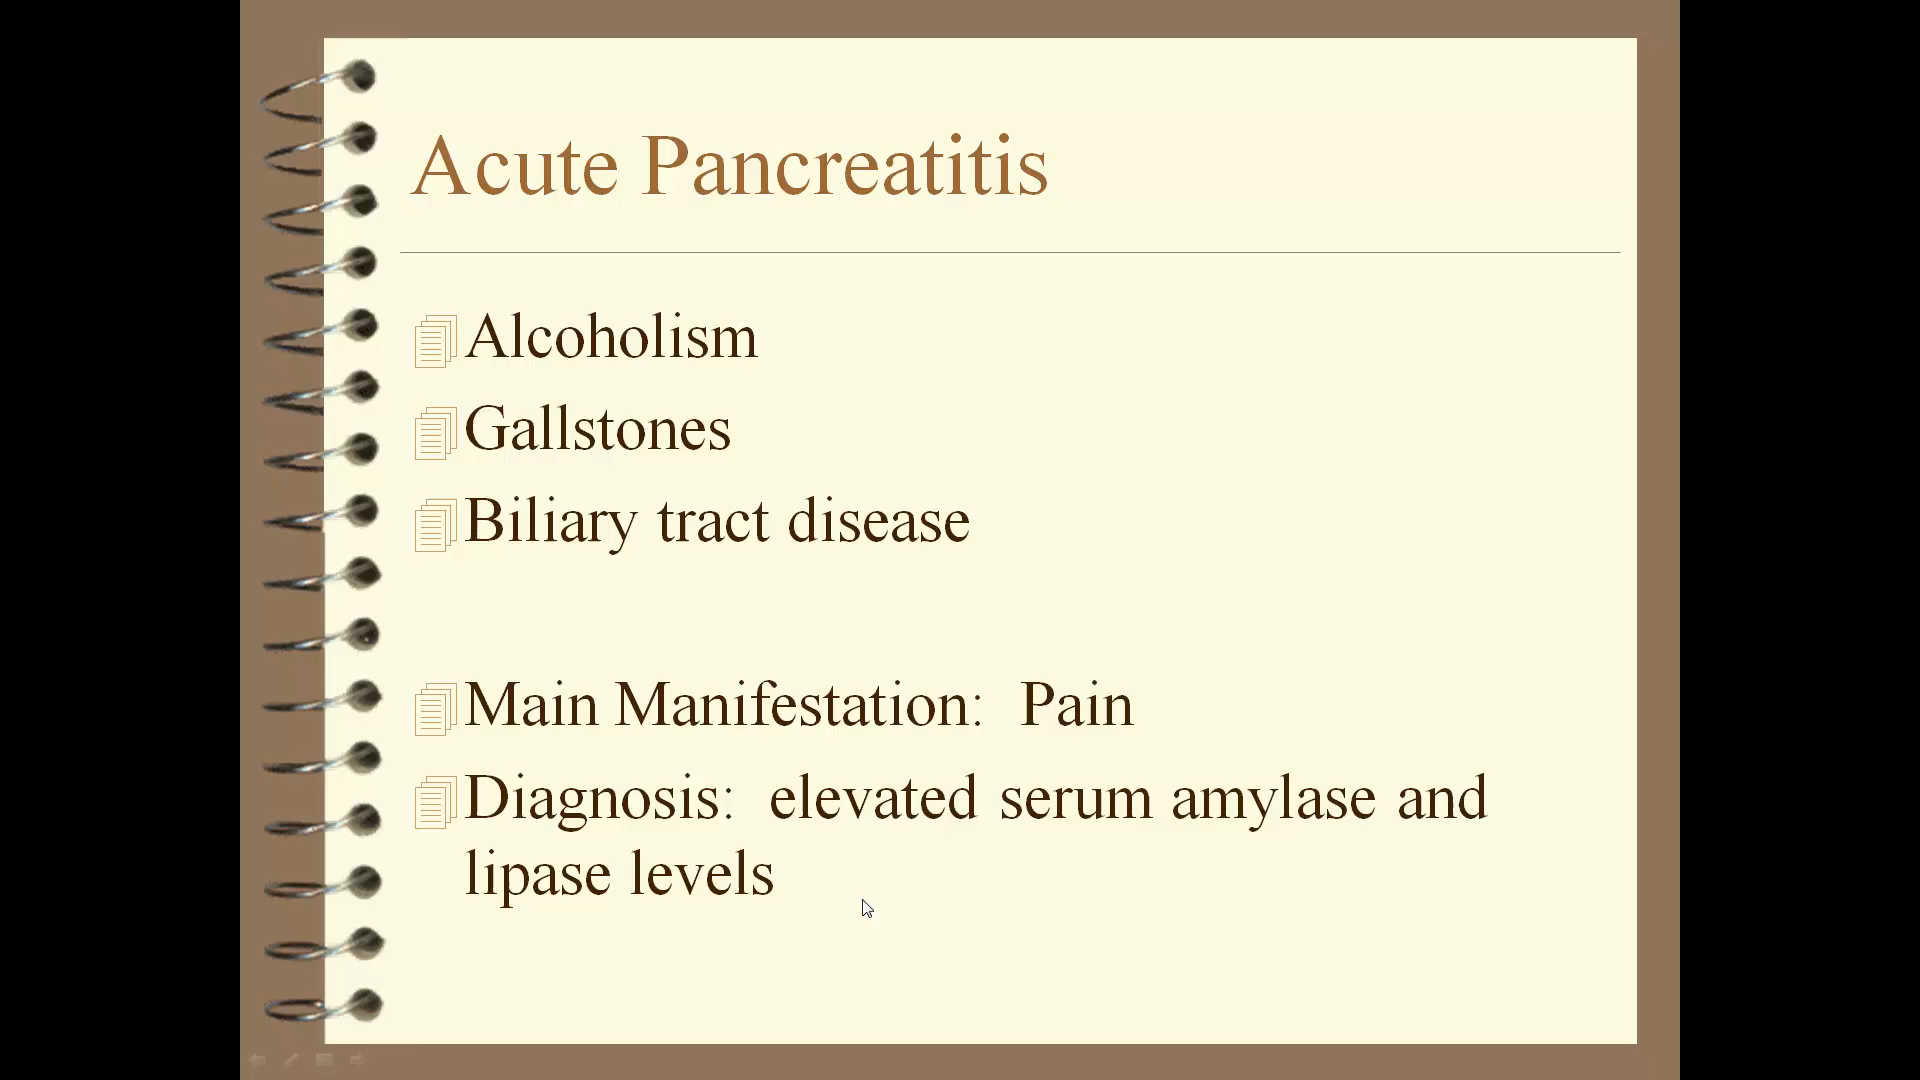 Acute Pancreatitis
Alcoholism
Gallstones
Biliary tract disease
Main Manifestation: Pain
Diagnosis: elevated serum amylase and
lipase levels